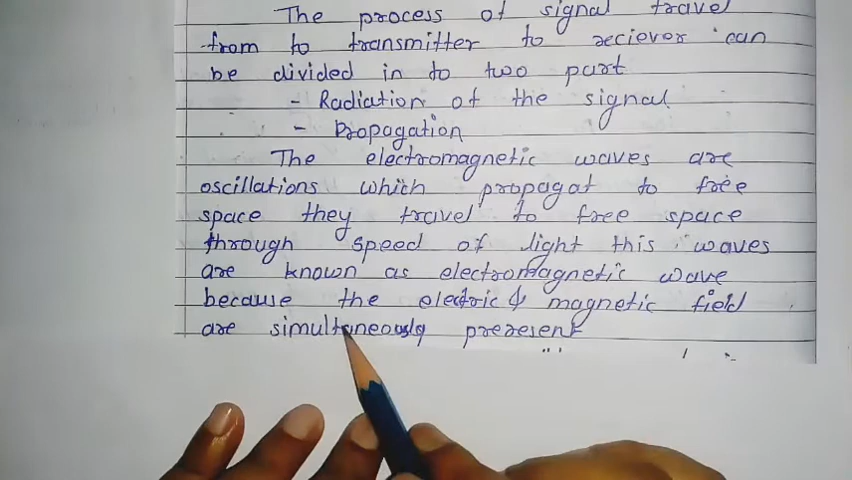 The process of signal travel
from to transmitter to reciever can
be divided in to two part
- Radiation of the signal
- Propagation
The electromagnetic waves are
oscillations which propagat to free
space they travel to free space
through speed of light this waves
are known as electromagnetic wave
because the electric & magnetic field
are simultaneously preresent